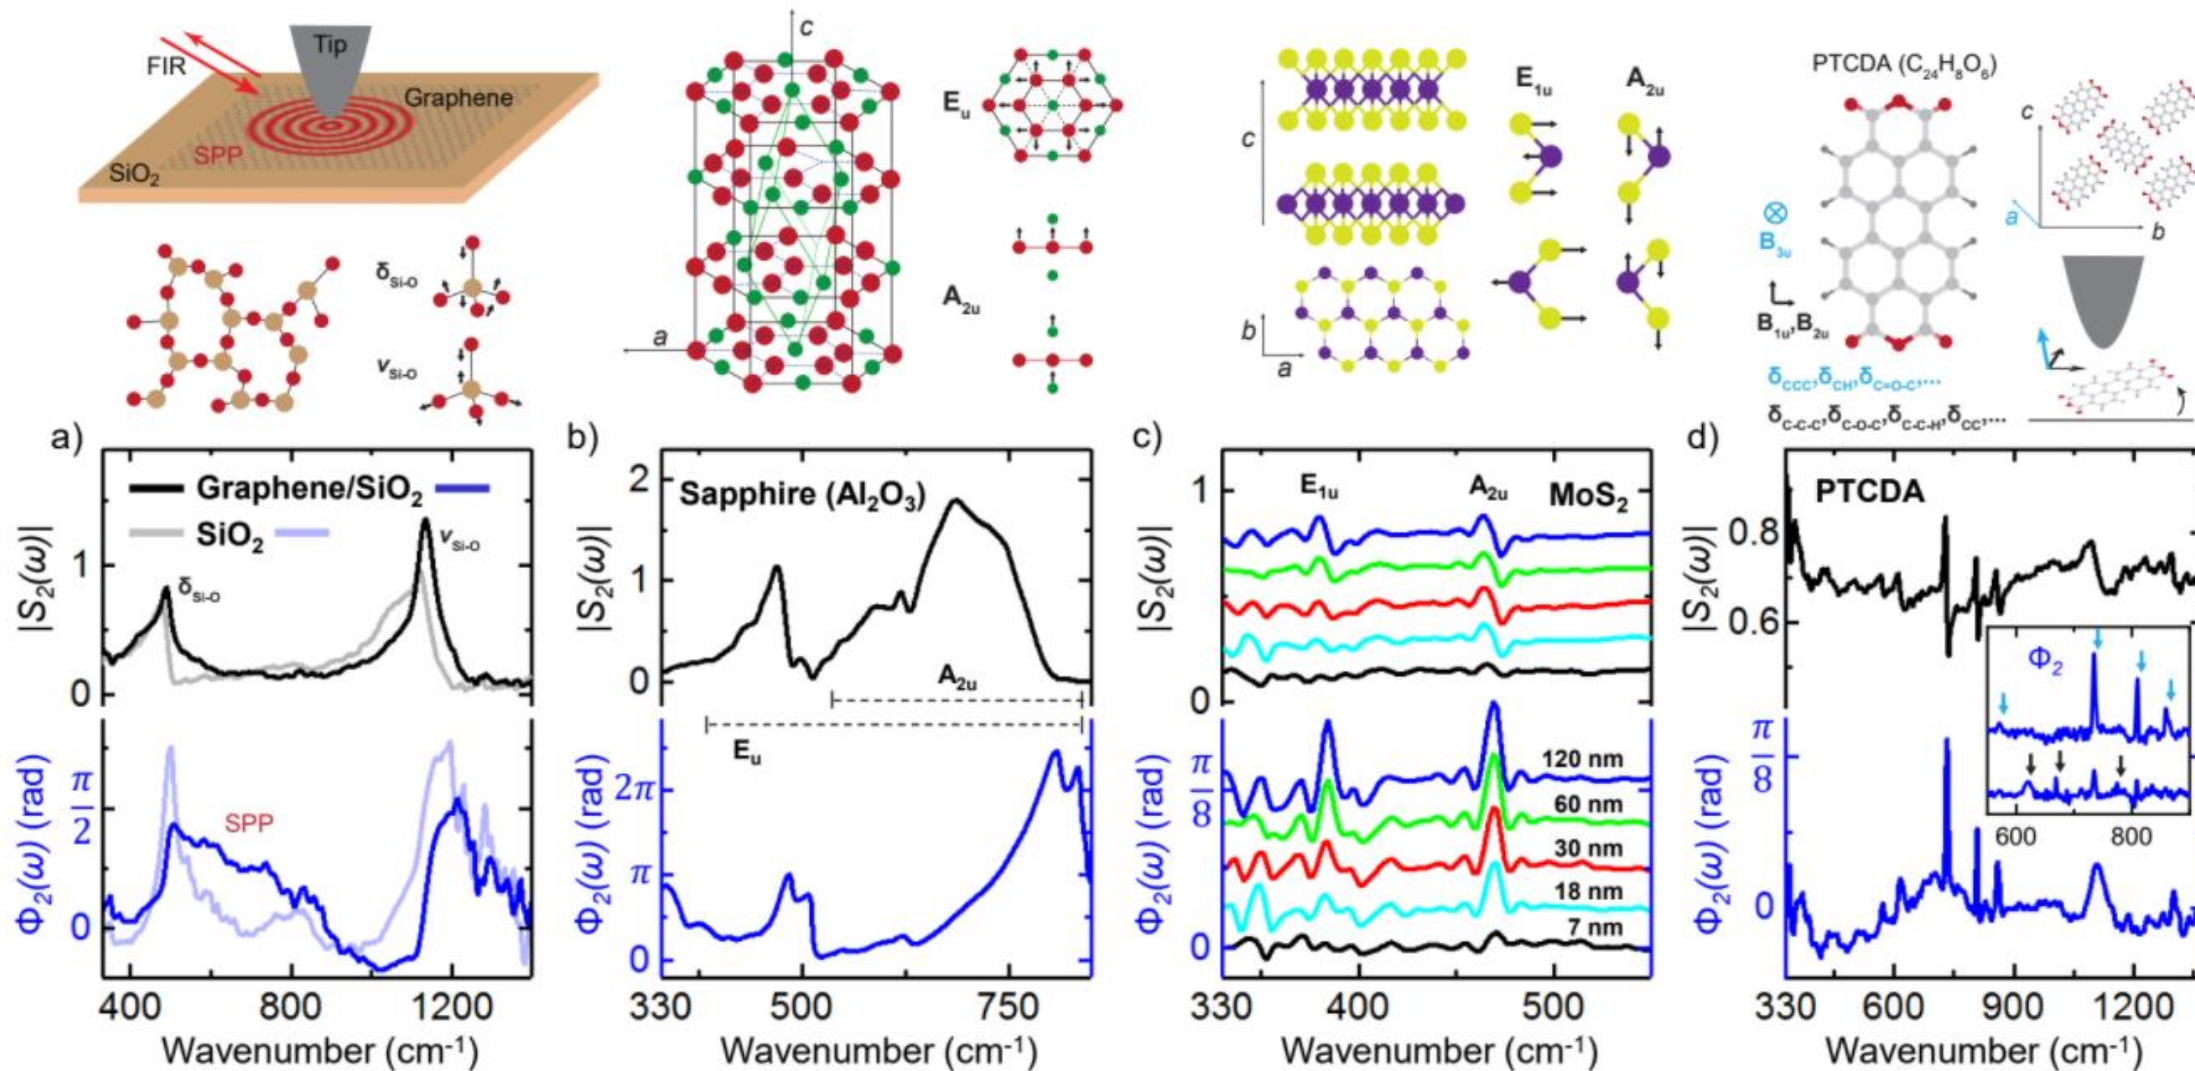 FIR
Tip
Graphene
SPP
SiO₂
δSi-O
νSi-O
c
a
Eᵤ
A₂ᵤ
c
b
a
E₁ᵤ
A₂ᵤ
PTCDA (C₂₄H₈O₆)
c
a
b
B₃ᵤ
B₁ᵤ,B₂ᵤ
δCCC,δCH,δC=O-C,...
δC-C-C,δC-O-C,δC-C-H,δCC,...
a)
|S₂(ω)|
1
0
Graphene/SiO₂
SiO₂
δSi-O
νSi-O
Φ₂(ω) (rad)
π/2
0
SPP
400 800 1200
Wavenumber (cm⁻¹)
b)
|S₂(ω)|
2
1
0
Sapphire (Al₂O₃)
A₂ᵤ
Eᵤ
Φ₂(ω) (rad)
2π
π
0
330 500 750
Wavenumber (cm⁻¹)
c)
|S₂(ω)|
1
0
E₁ᵤ
A₂ᵤ
MoS₂
Φ₂(ω) (rad)
π/8
0
120 nm
60 nm
30 nm
18 nm
7 nm
330 400 500
Wavenumber (cm⁻¹)
d)
|S₂(ω)|
0.8
0.6
PTCDA
Φ₂
600 800
Φ₂(ω) (rad)
π/8
0
330 600 900 1200
Wavenumber (cm⁻¹)